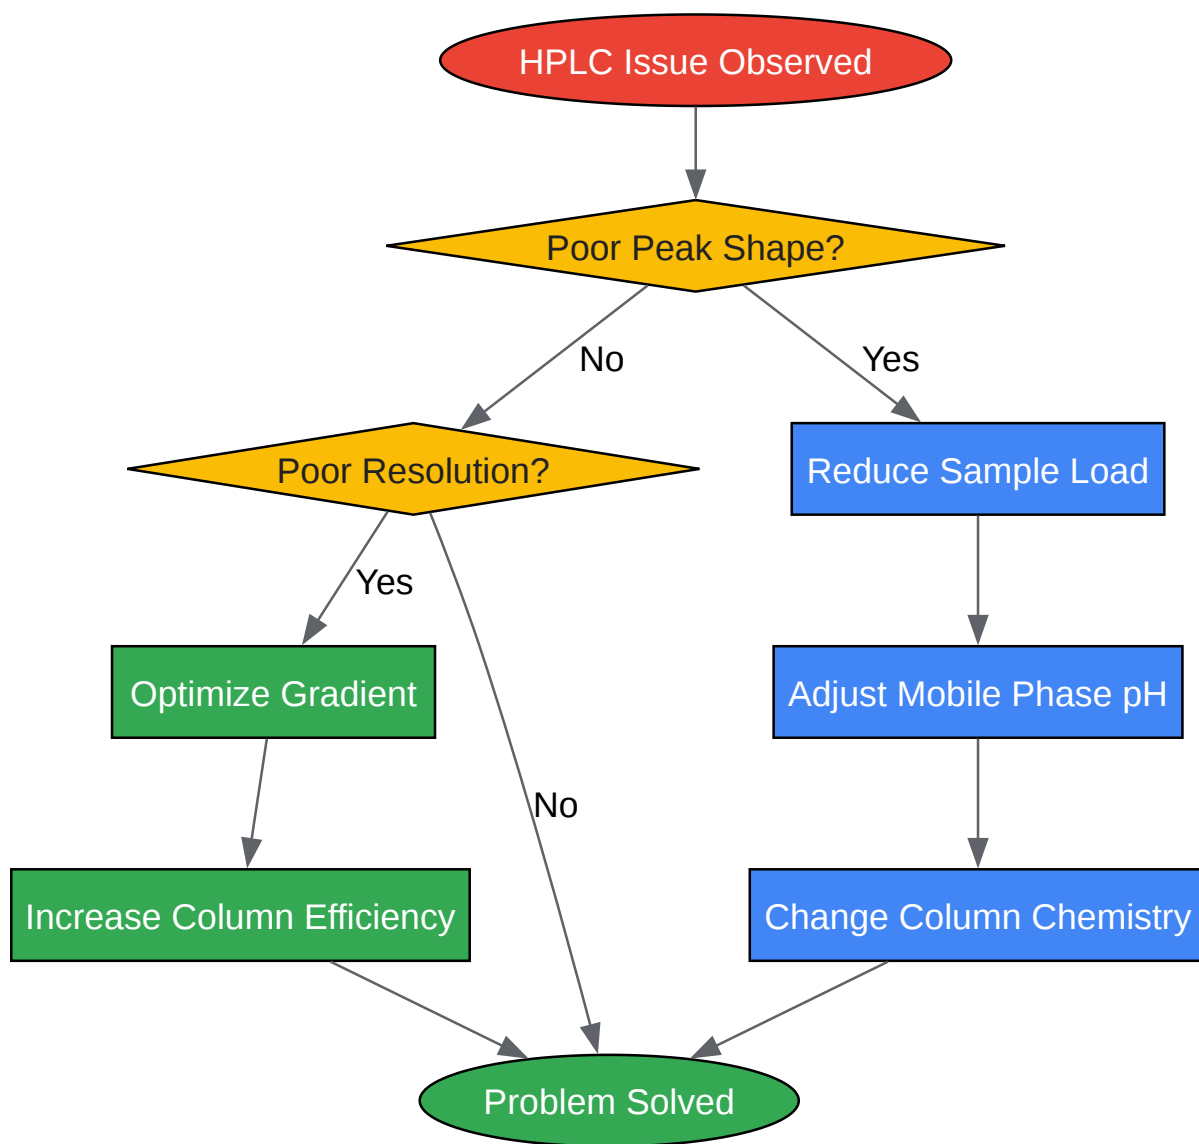 HPLC Issue Observed
Poor Peak Shape?
No
Yes
Poor Resolution?
Reduce Sample Load
Yes
Optimize Gradient
Adjust Mobile Phase pH
No
Increase Column Efficiency
Change Column Chemistry
Problem Solved